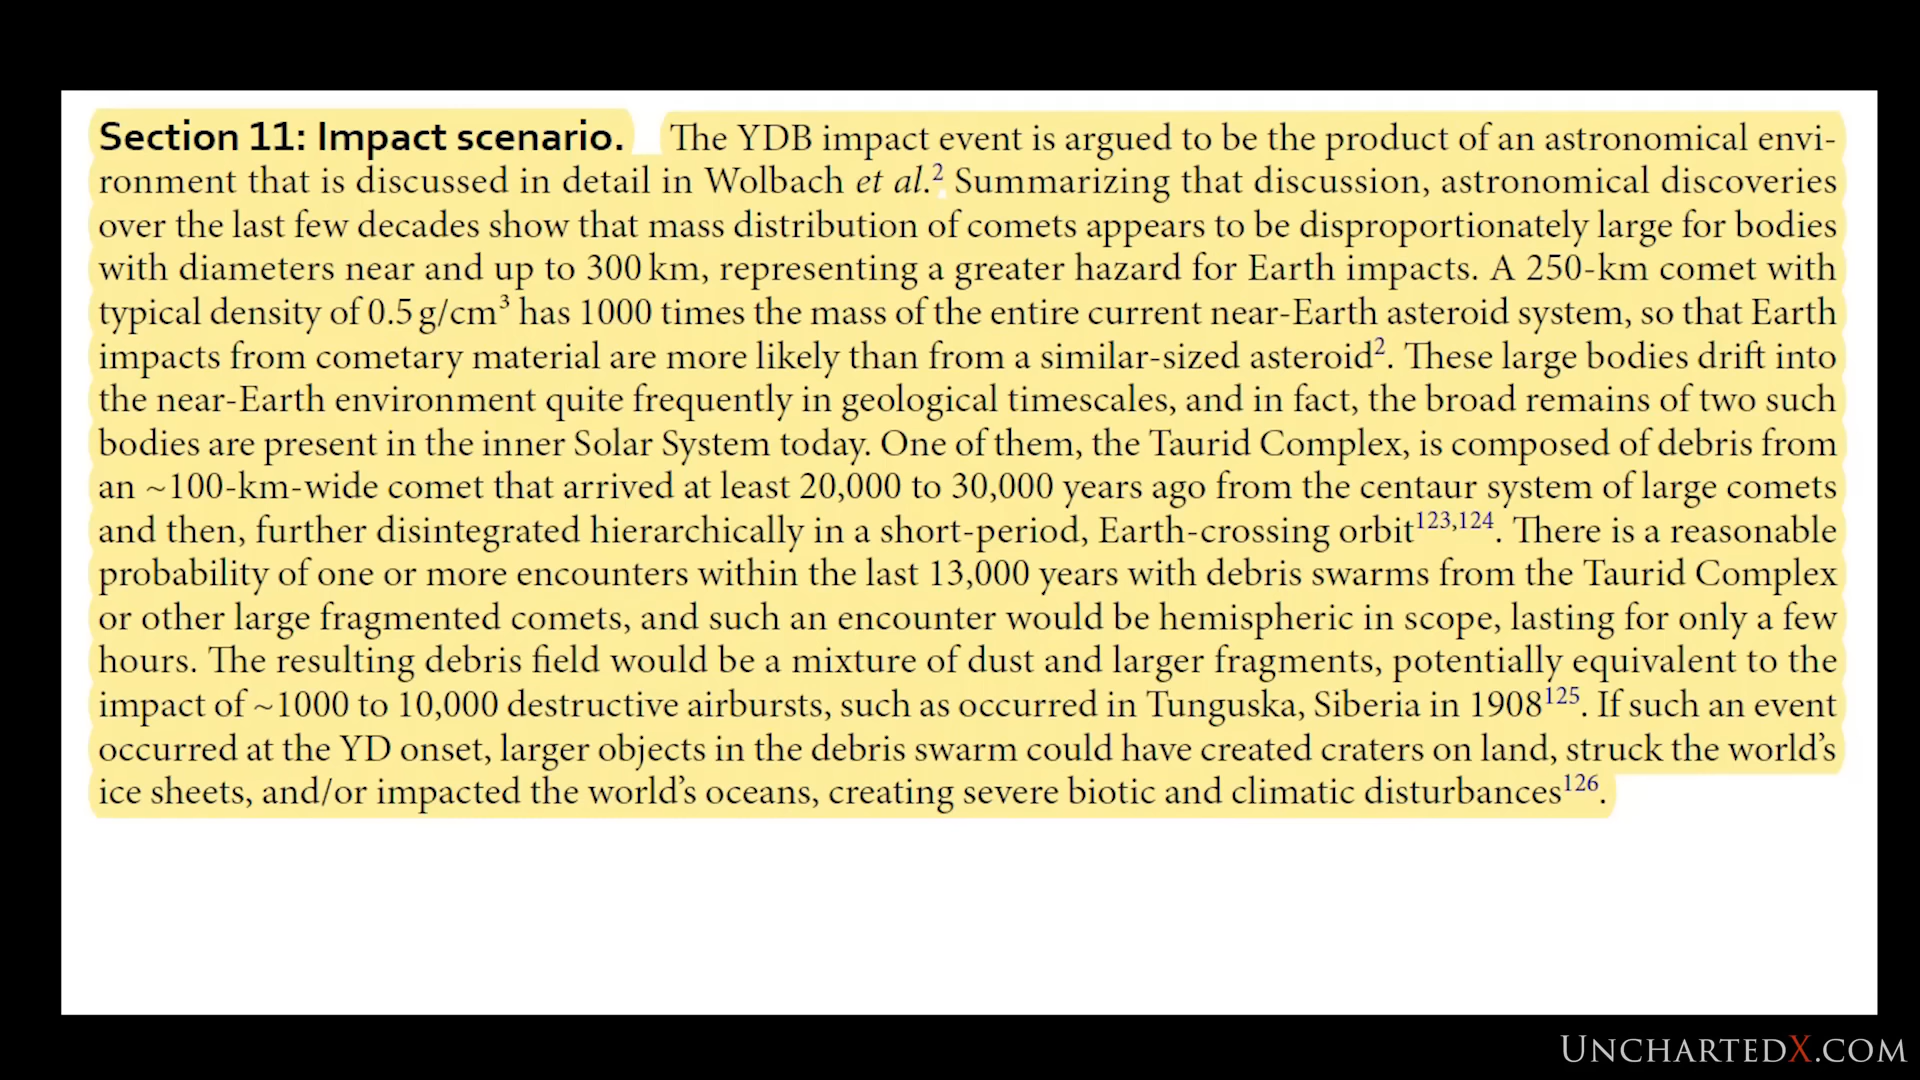 Section 11: Impact scenario. The YDB impact event is argued to be the product of an astronomical envi-
ronment that is discussed in detail in Wolbach et al.² Summarizing that discussion, astronomical discoveries
over the last few decades show that mass distribution of comets appears to be disproportionately large for bodies
with diameters near and up to 300 km, representing a greater hazard for Earth impacts. A 250-km comet with
typical density of 0.5 g/cm³ has 1000 times the mass of the entire current near-Earth asteroid system, so that Earth
impacts from cometary material are more likely than from a similar-sized asteroid². These large bodies drift into
the near-Earth environment quite frequently in geological timescales, and in fact, the broad remains of two such
bodies are present in the inner Solar System today. One of them, the Taurid Complex, is composed of debris from
an ~100-km-wide comet that arrived at least 20,000 to 30,000 years ago from the centaur system of large comets
and then, further disintegrated hierarchically in a short-period, Earth-crossing orbit¹²³,¹²⁴. There is a reasonable
probability of one or more encounters within the last 13,000 years with debris swarms from the Taurid Complex
or other large fragmented comets, and such an encounter would be hemispheric in scope, lasting for only a few
hours. The resulting debris field would be a mixture of dust and larger fragments, potentially equivalent to the
impact of ~1000 to 10,000 destructive airbursts, such as occurred in Tunguska, Siberia in 1908¹²⁵. If such an event
occurred at the YD onset, larger objects in the debris swarm could have created craters on land, struck the world's
ice sheets, and/or impacted the world's oceans, creating severe biotic and climatic disturbances¹²⁶.
UNCHARTEDX.COM